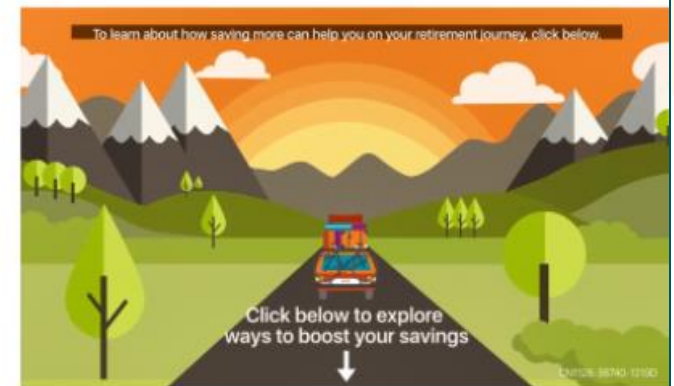 To learn about how saving more can help you on your retirement journey, click below.
Click below to explore
ways to boost your savings